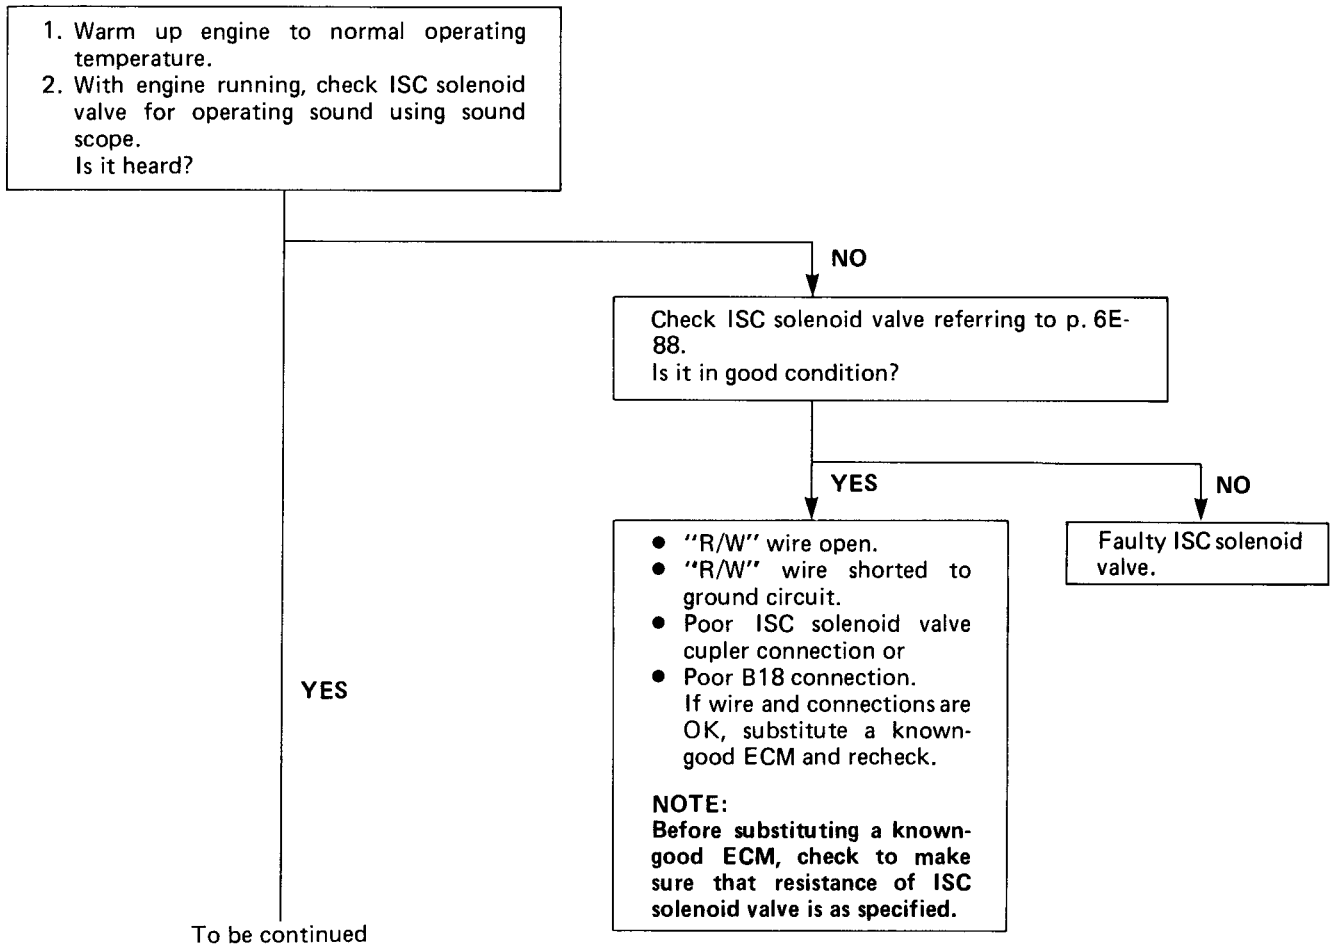 1. Warm up engine to normal operating
temperature.
2. With engine running, check ISC solenoid
valve for operating sound using sound
scope.
Is it heard?
NO
Check ISC solenoid valve referring to p. 6E-
88.
Is it in good condition?
YES
NO
● "R/W" wire open.
● "R/W" wire shorted to
ground circuit.
● Poor ISC solenoid valve
cupler connection or
● Poor B18 connection.
If wire and connections are
OK, substitute a known-
good ECM and recheck.
NOTE:
Before substituting a known-
good ECM, check to make
sure that resistance of ISC
solenoid valve is as specified.
Faulty ISC solenoid
valve.
YES
To be continued